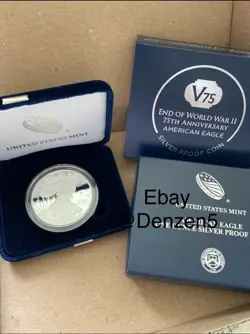 V75
END OF WORLD WAR II
75TH ANNIVERSARY
AMERICAN EAGLE
SILVER PROOF COIN
UNITED STATES MINT
Ebay
Denzen5
UNITED STATES MINT
EAGLE
SILVER PROOF